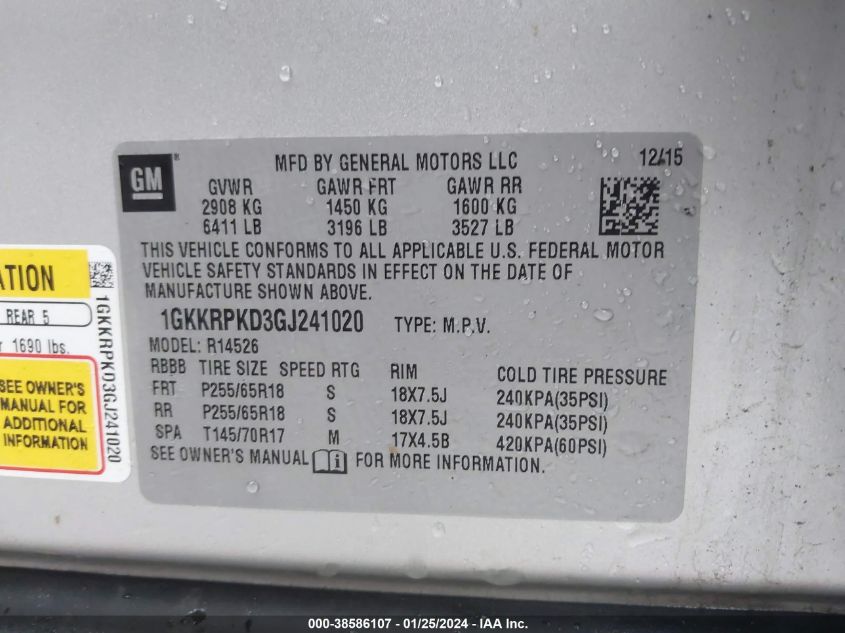 GM ®
MFD BY GENERAL MOTORS LLC 12/15
GVWR GAWR FRT GAWR RR
2908 KG 1450 KG 1600 KG
6411 LB 3196 LB 3527 LB
THIS VEHICLE CONFORMS TO ALL APPLICABLE U.S. FEDERAL MOTOR
VEHICLE SAFETY STANDARDS IN EFFECT ON THE DATE OF
MANUFACTURE SHOWN ABOVE.
1GKKRPKD3GJ241020 TYPE: M.P.V.
MODEL: R14526
RBBB TIRE SIZE SPEED RTG RIM COLD TIRE PRESSURE
FRT P255/65R18 S 18X7.5J 240KPA(35PSI)
RR P255/65R18 S 18X7.5J 240KPA(35PSI)
SPA T145/70R17 M 17X4.5B 420KPA(60PSI)
SEE OWNER'S MANUAL i FOR MORE INFORMATION.
REAR 5
1690 lbs.
SEE OWNER'S
MANUAL FOR
ADDITIONAL
INFORMATION
1GKKRPKD3GJ241020
000-38586107 - 01/25/2024 - IAA Inc.